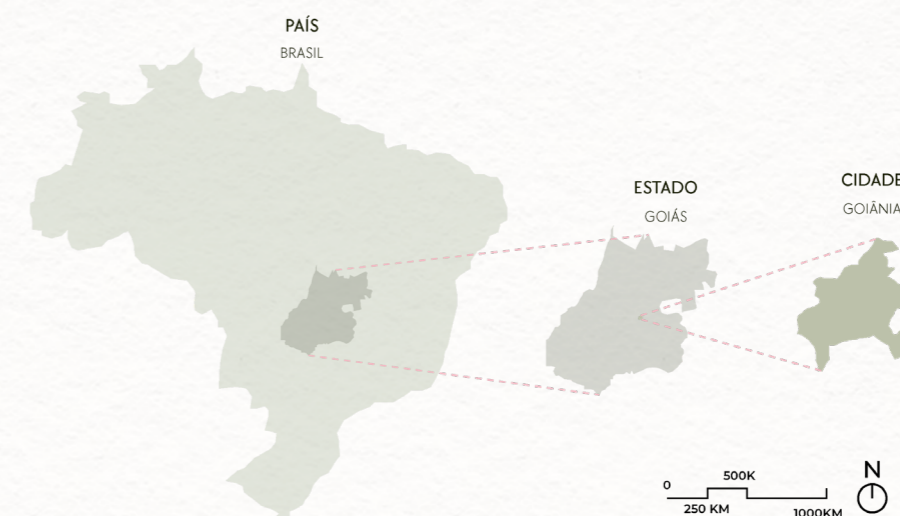 PAÍS
BRASIL
ESTADO
GOIÁS
CIDADE
GOIÂNIA
N
0
500K
250 KM
1000KM